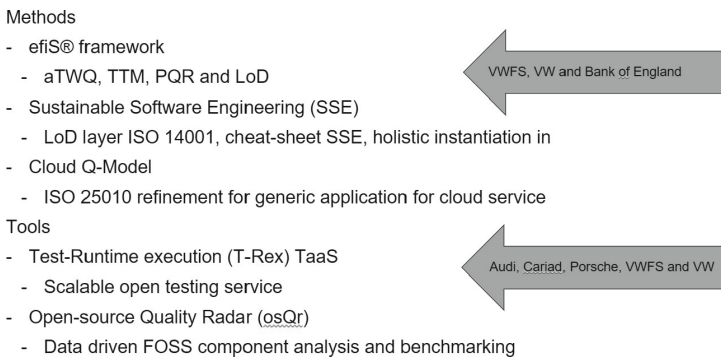 Methods
- efiS® framework
- aTWQ, TTM, PQR and LoD
VWFS, VW and Bank of England
- Sustainable Software Engineering (SSE)
- LoD layer ISO 14001, cheat-sheet SSE, holistic instantiation in
- Cloud Q-Model
- ISO 25010 refinement for generic application for cloud service
Tools
- Test-Runtime execution (T-Rex) TaaS
Audi, Cariad, Porsche, VWFS and VW
- Scalable open testing service
- Open-source Quality Radar (osQr)
- Data driven FOSS component analysis and benchmarking